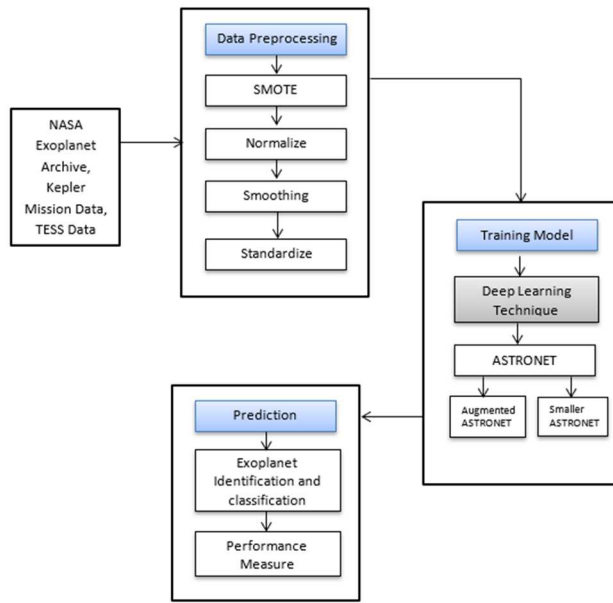 NASA
Exoplanet
Archive,
Kepler
Mission Data,
TESS Data
Data Preprocessing
SMOTE
Normalize
Smoothing
Standardize
Training Model
Deep Learning
Technique
ASTRONET
Augmented
ASTRONET
Smaller
ASTRONET
Prediction
Exoplanet
Identification and
classification
Performance
Measure